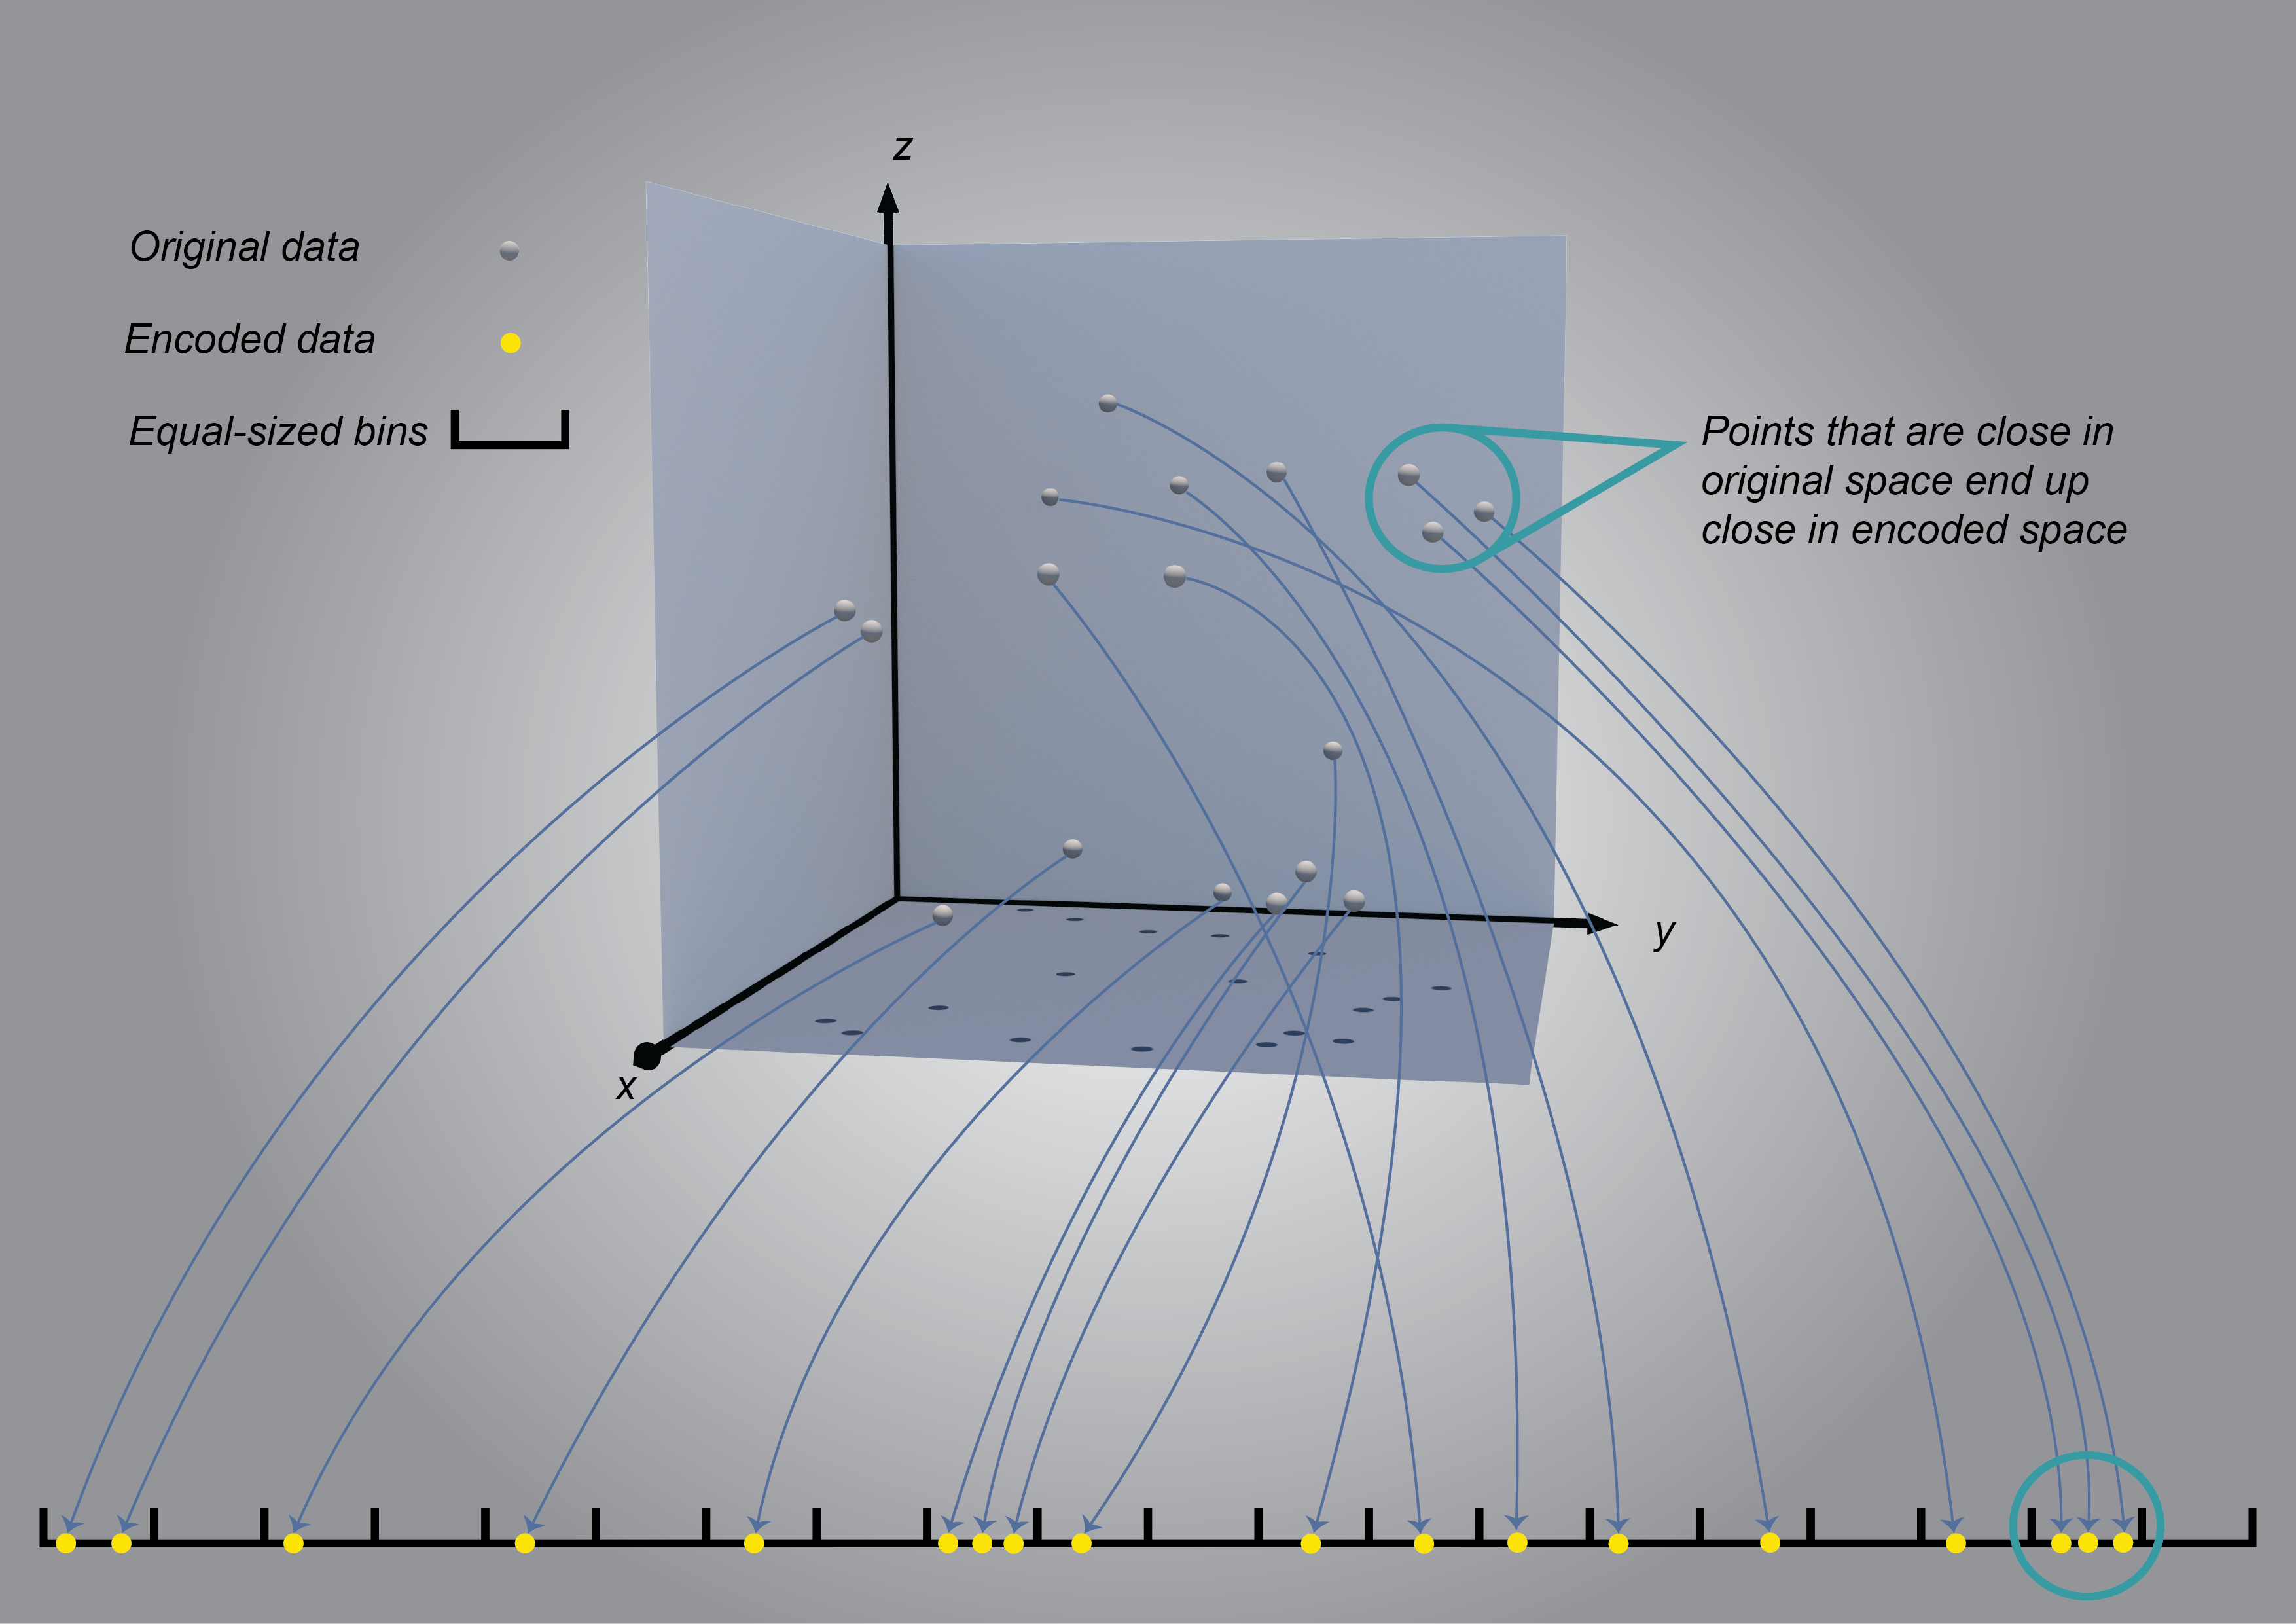 z
Original data
Encoded data
Equal-sized bins
Points that are close in
original space end up
close in encoded space
y
x